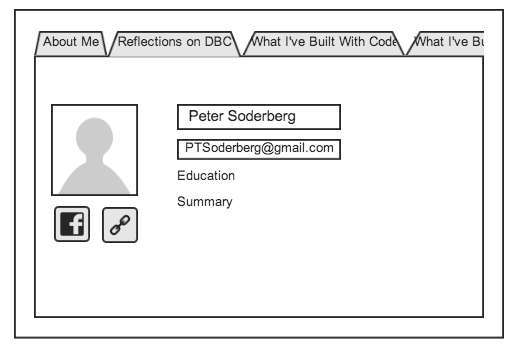 About Me
Reflections on DBC
What I've Built With Code
What I've Bu
Peter Soderberg
PTSoderberg@gmail.com
Education
Summary